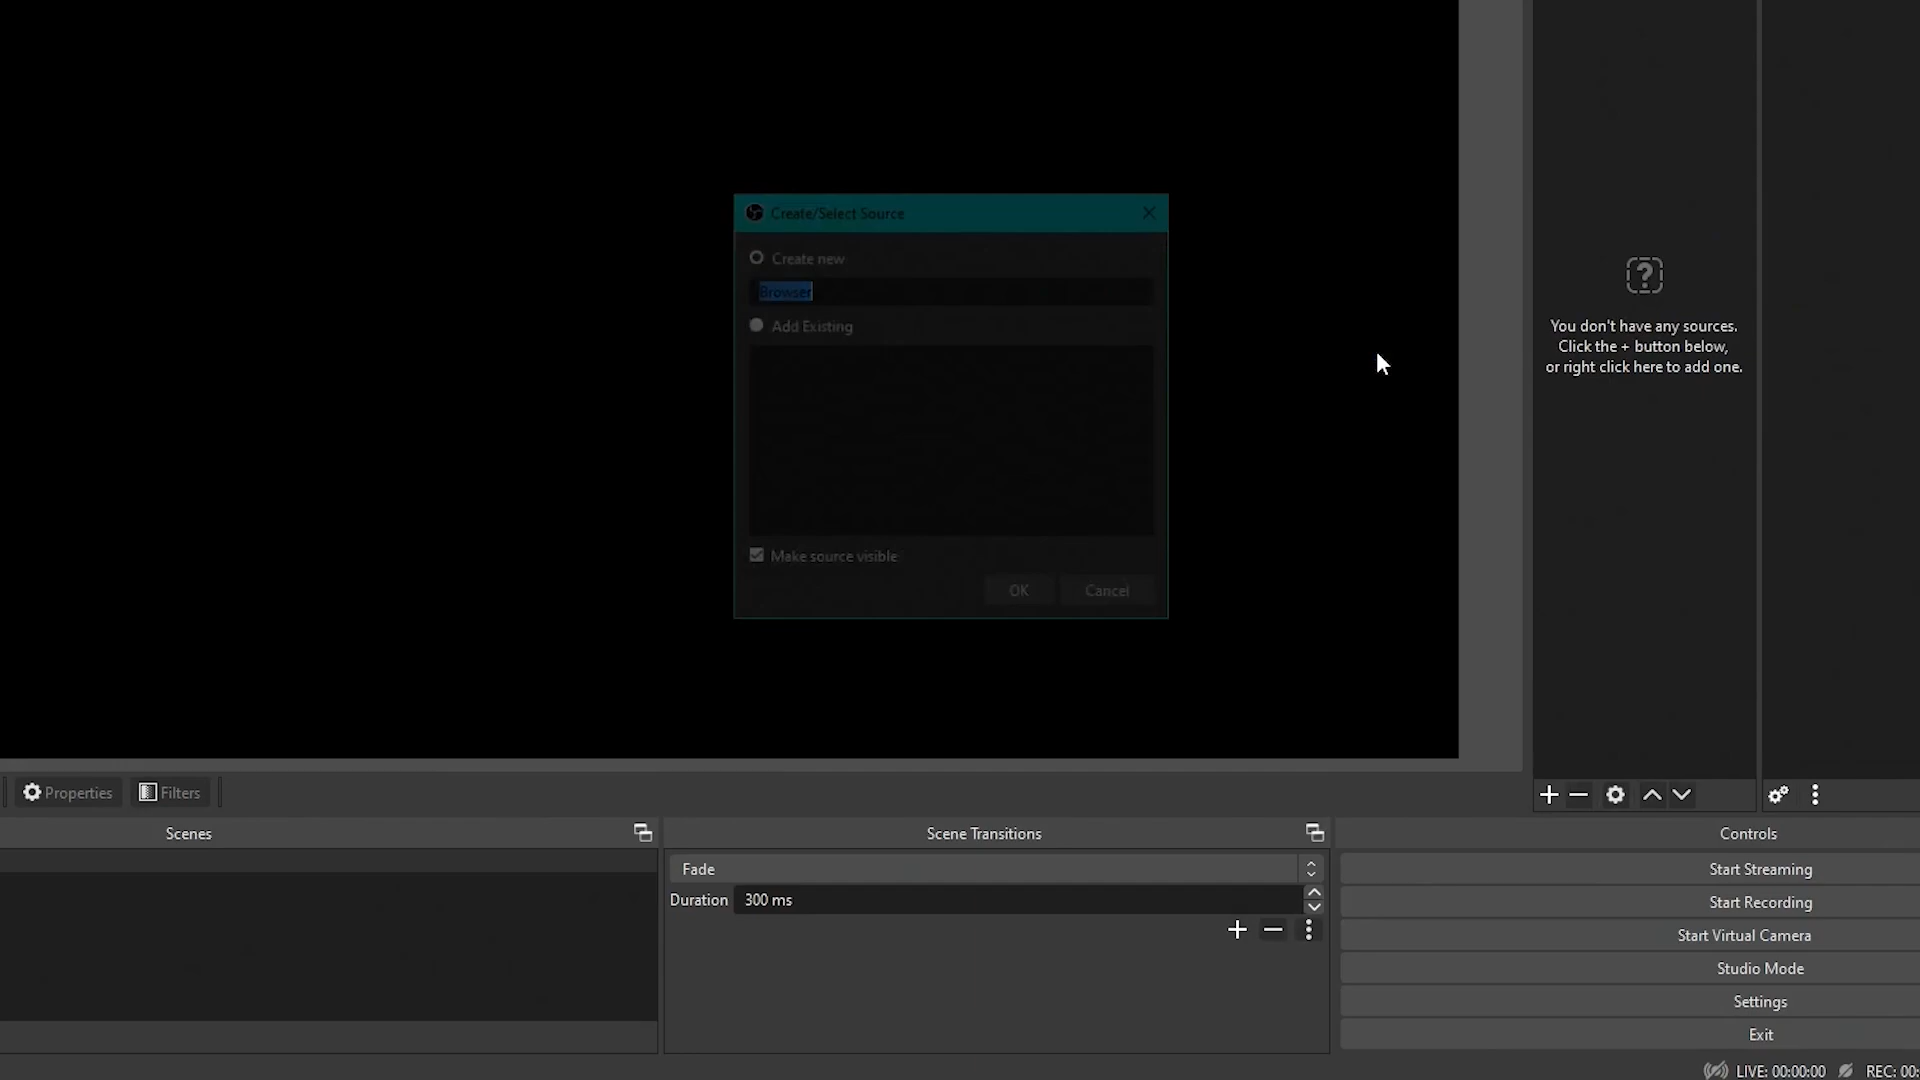 Create/Select Source
Create new
Browser
Add Existing
Make source visible
OK
Cancel
You don't have any sources.
Click the + button below,
or right click here to add one.
Properties
Filters
Scenes
Scene Transitions
Fade
Duration
300 ms
Controls
Start Streaming
Start Recording
Start Virtual Camera
Studio Mode
Settings
Exit
LIVE: 00:00:00
REC: 00: